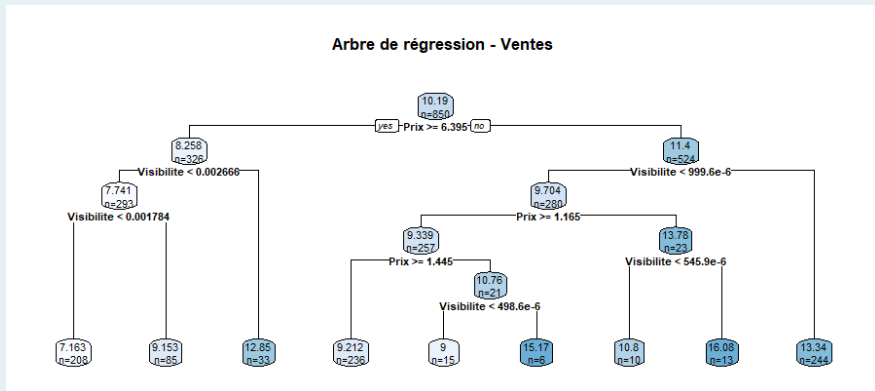 Arbre de régression - Ventes
10.19
n=850
yes Prix >= 6.395 no
8.258
n=326
11.4
n=524
Visibilite < 0.002666
Visibilite < 999.6e-6
7.741
n=293
9.704
n=280
Visibilite < 0.001784
Prix >= 1.165
9.339
n=257
13.78
n=23
Prix >= 1.445
Visibilite < 545.9e-6
10.76
n=21
Visibilite < 498.6e-6
7.163
n=208
9.153
n=85
12.85
n=33
9.212
n=236
9
n=15
15.17
n=6
10.8
n=10
16.08
n=13
13.34
n=244